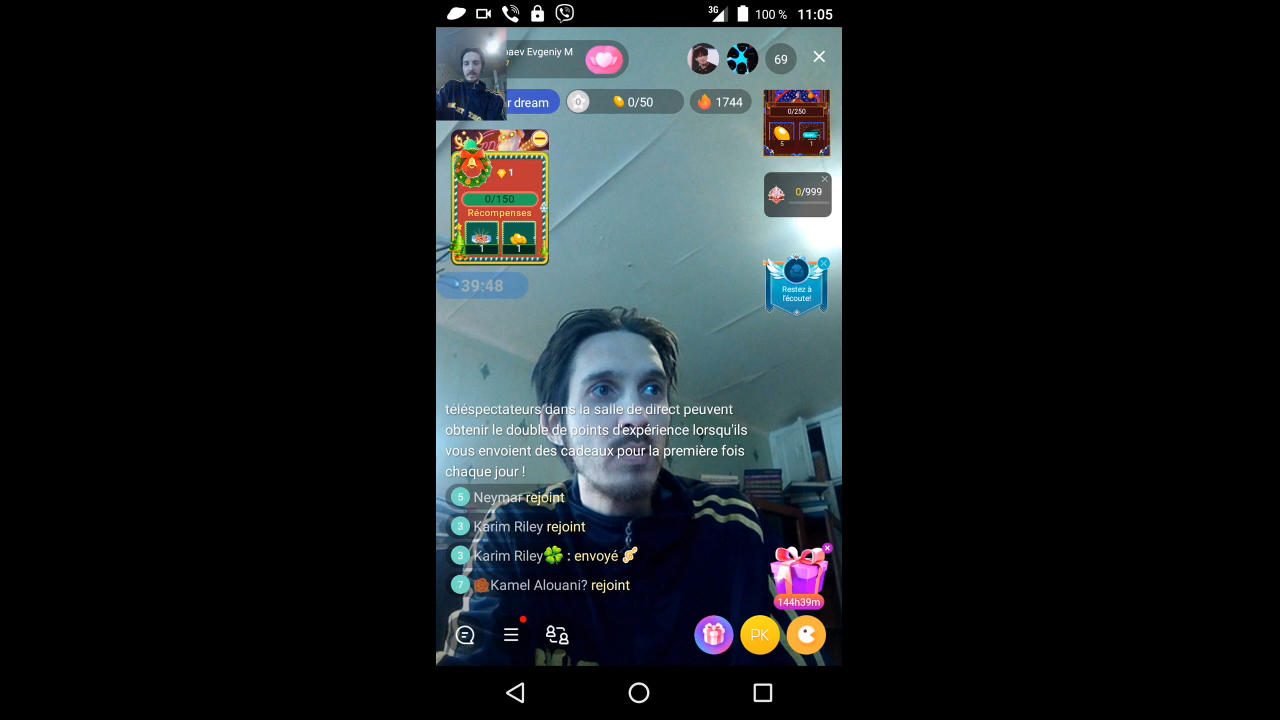 3G 100 % 11:05
baev Evgeniy M
69
r dream
0
0/50
1744
0/250
5 1
1
0/150
Récompenses
1 1
0/999
39:48
Restez à
l'écoute!
téléspectateurs dans la salle de direct peuvent
obtenir le double de points d'expérience lorsqu'ils
vous envoient des cadeaux pour la première fois
chaque jour !
5 Neymar rejoint
3 Karim Riley rejoint
3 Karim Riley🍀 : envoyé
7 Kamel Alouani? rejoint
144h39m
PK